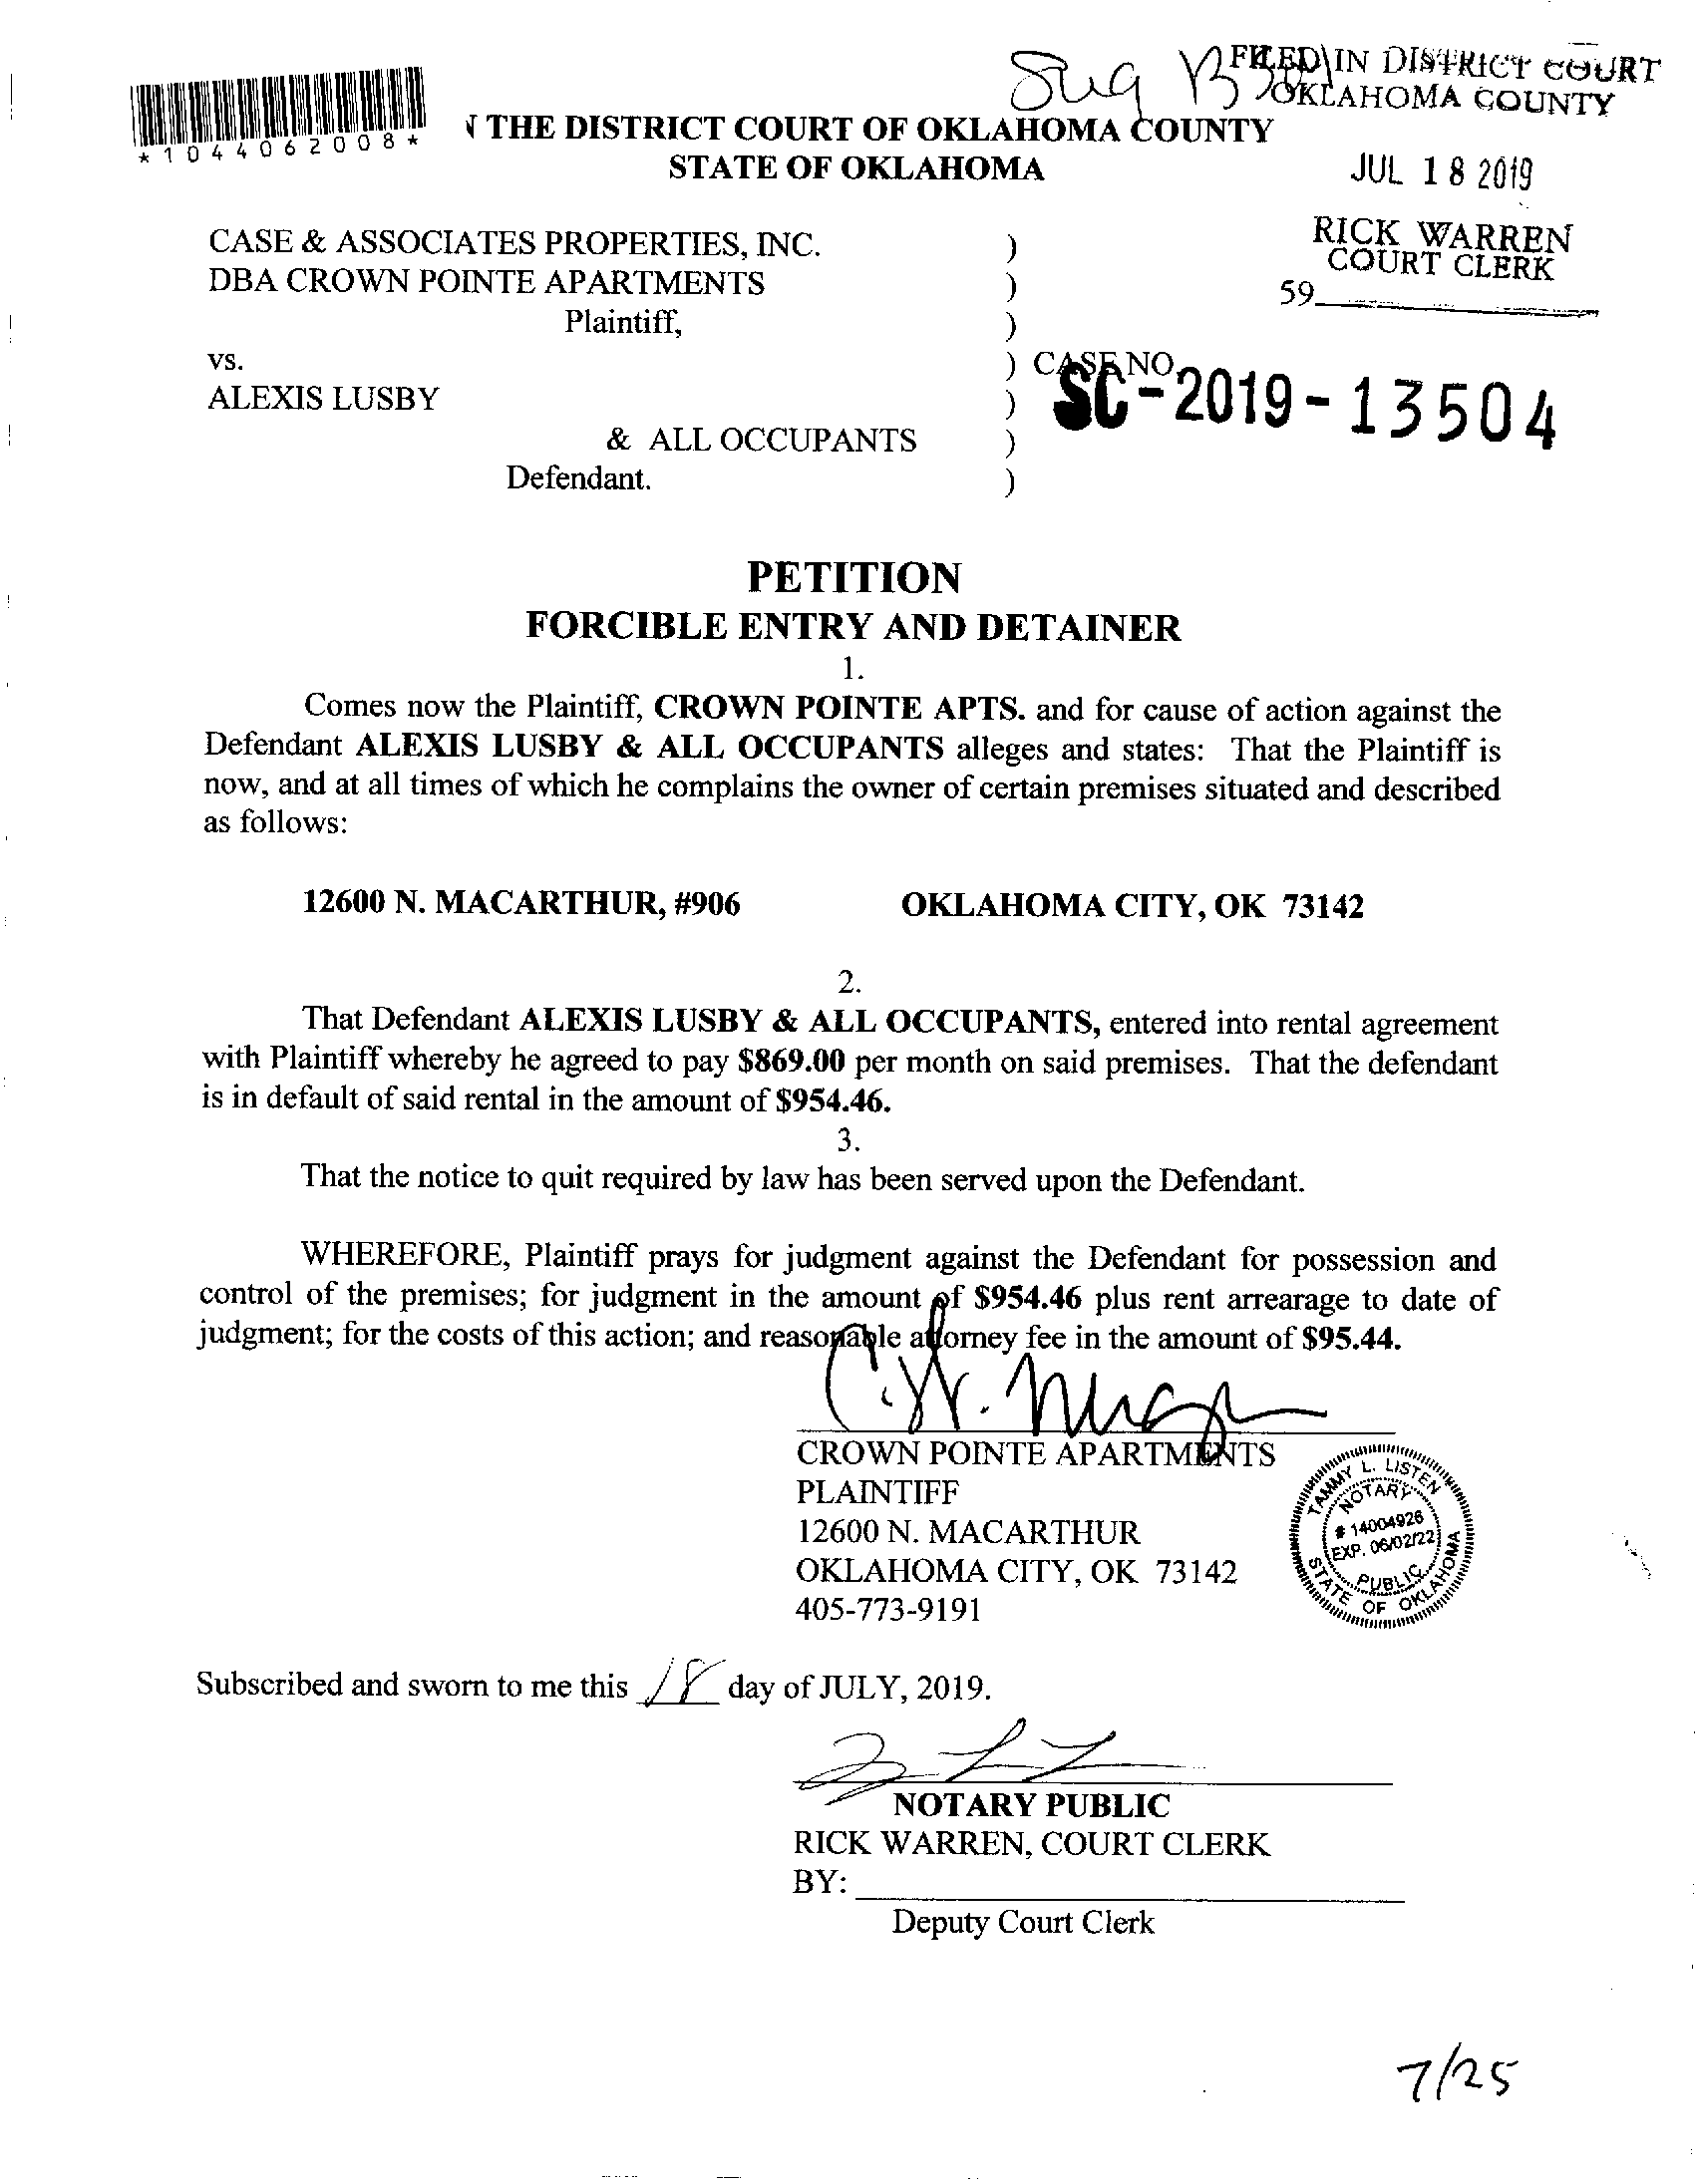 FILED IN DISTRICT COURT
OKLAHOMA COUNTY
*1044062008*
THE DISTRICT COURT OF OKLAHOMA COUNTY
STATE OF OKLAHOMA
JUL 18 2019
RICK WARREN
COURT CLERK
59
CASE & ASSOCIATES PROPERTIES, INC. )
DBA CROWN POINTE APARTMENTS )
Plaintiff, )
vs. ) CASE NO.
SC-2019-13504
ALEXIS LUSBY )
& ALL OCCUPANTS )
Defendant. )
PETITION
FORCIBLE ENTRY AND DETAINER
1.
Comes now the Plaintiff, CROWN POINTE APTS. and for cause of action against the
Defendant ALEXIS LUSBY & ALL OCCUPANTS alleges and states: That the Plaintiff is
now, and at all times of which he complains the owner of certain premises situated and described
as follows:
12600 N. MACARTHUR, #906 OKLAHOMA CITY, OK 73142
2.
That Defendant ALEXIS LUSBY & ALL OCCUPANTS, entered into rental agreement
with Plaintiff whereby he agreed to pay $869.00 per month on said premises. That the defendant
is in default of said rental in the amount of $954.46.
3.
That the notice to quit required by law has been served upon the Defendant.
WHEREFORE, Plaintiff prays for judgment against the Defendant for possession and
control of the premises; for judgment in the amount of $954.46 plus rent arrearage to date of
judgment; for the costs of this action; and reasonable attorney fee in the amount of $95.44.
CROWN POINTE APARTMENTS
PLAINTIFF
12600 N. MACARTHUR
OKLAHOMA CITY, OK 73142
405-773-9191
TAMMY L. LISTEN
NOTARY
# 14004926
EXP. 06/02/22
PUBLIC
STATE OF OKLAHOMA
Subscribed and sworn to me this 18 day of JULY, 2019.
NOTARY PUBLIC
RICK WARREN, COURT CLERK
BY:
Deputy Court Clerk
7/25